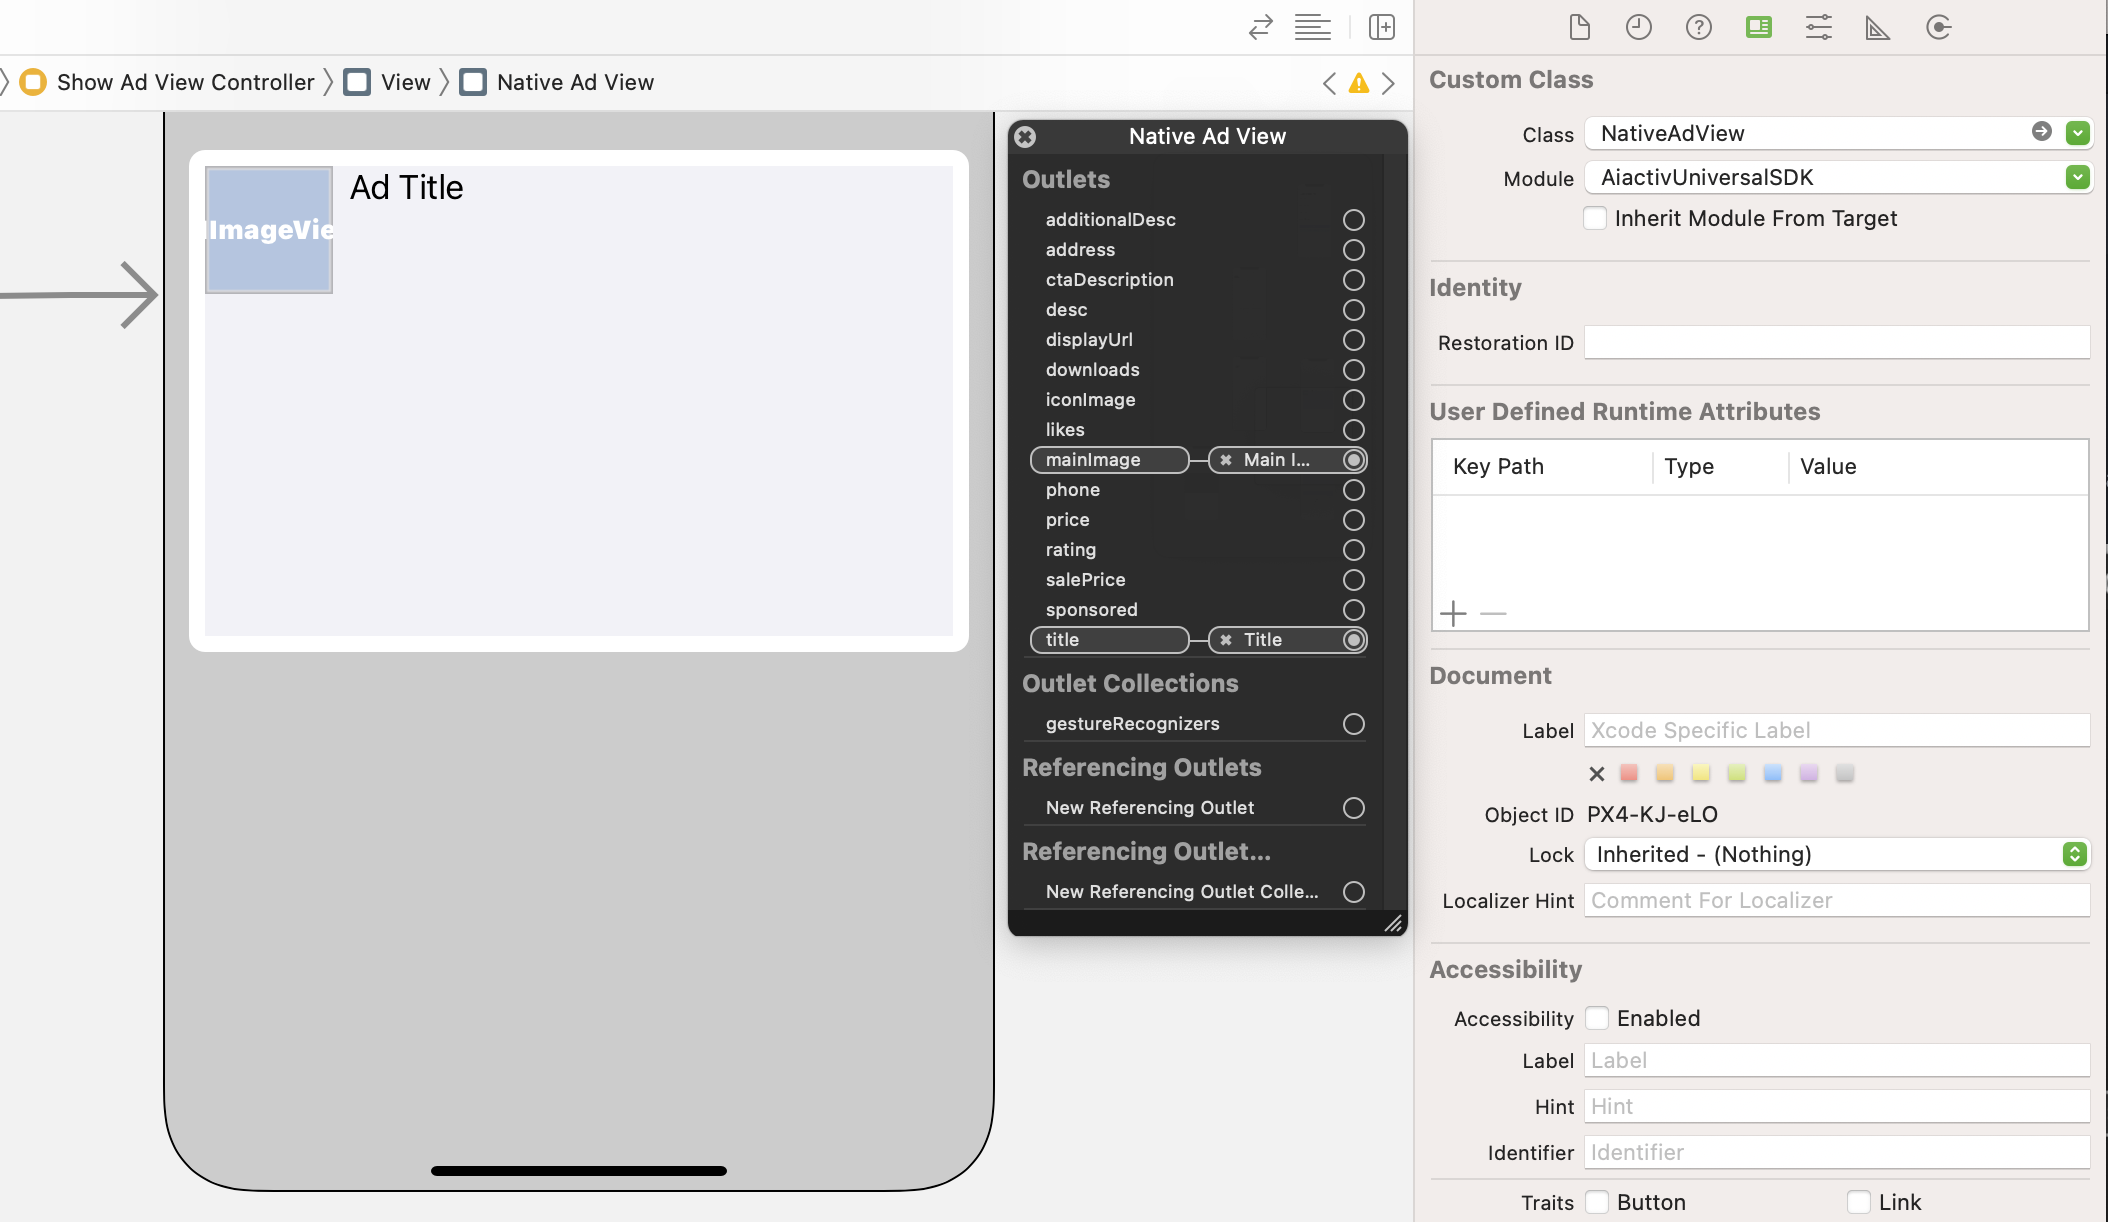 Show Ad View Controller View Native Ad View
Ad Title
ImageVie
Native Ad View
Outlets
additionalDesc
address
ctaDescription
desc
displayUrl
downloads
iconImage
likes
mainImage Main I...
phone
price
rating
salePrice
sponsored
title Title
Outlet Collections
gestureRecognizers
Referencing Outlets
New Referencing Outlet
Referencing Outlet...
New Referencing Outlet Colle...
Custom Class
Class NativeAdView
Module AiactivUniversalSDK
Inherit Module From Target
Identity
Restoration ID
User Defined Runtime Attributes
Key Path Type Value
Document
Label Xcode Specific Label
Object ID PX4-KJ-eLO
Lock Inherited - (Nothing)
Localizer Hint Comment For Localizer
Accessibility
Accessibility Enabled
Label Label
Hint Hint
Identifier Identifier
Traits Button Link